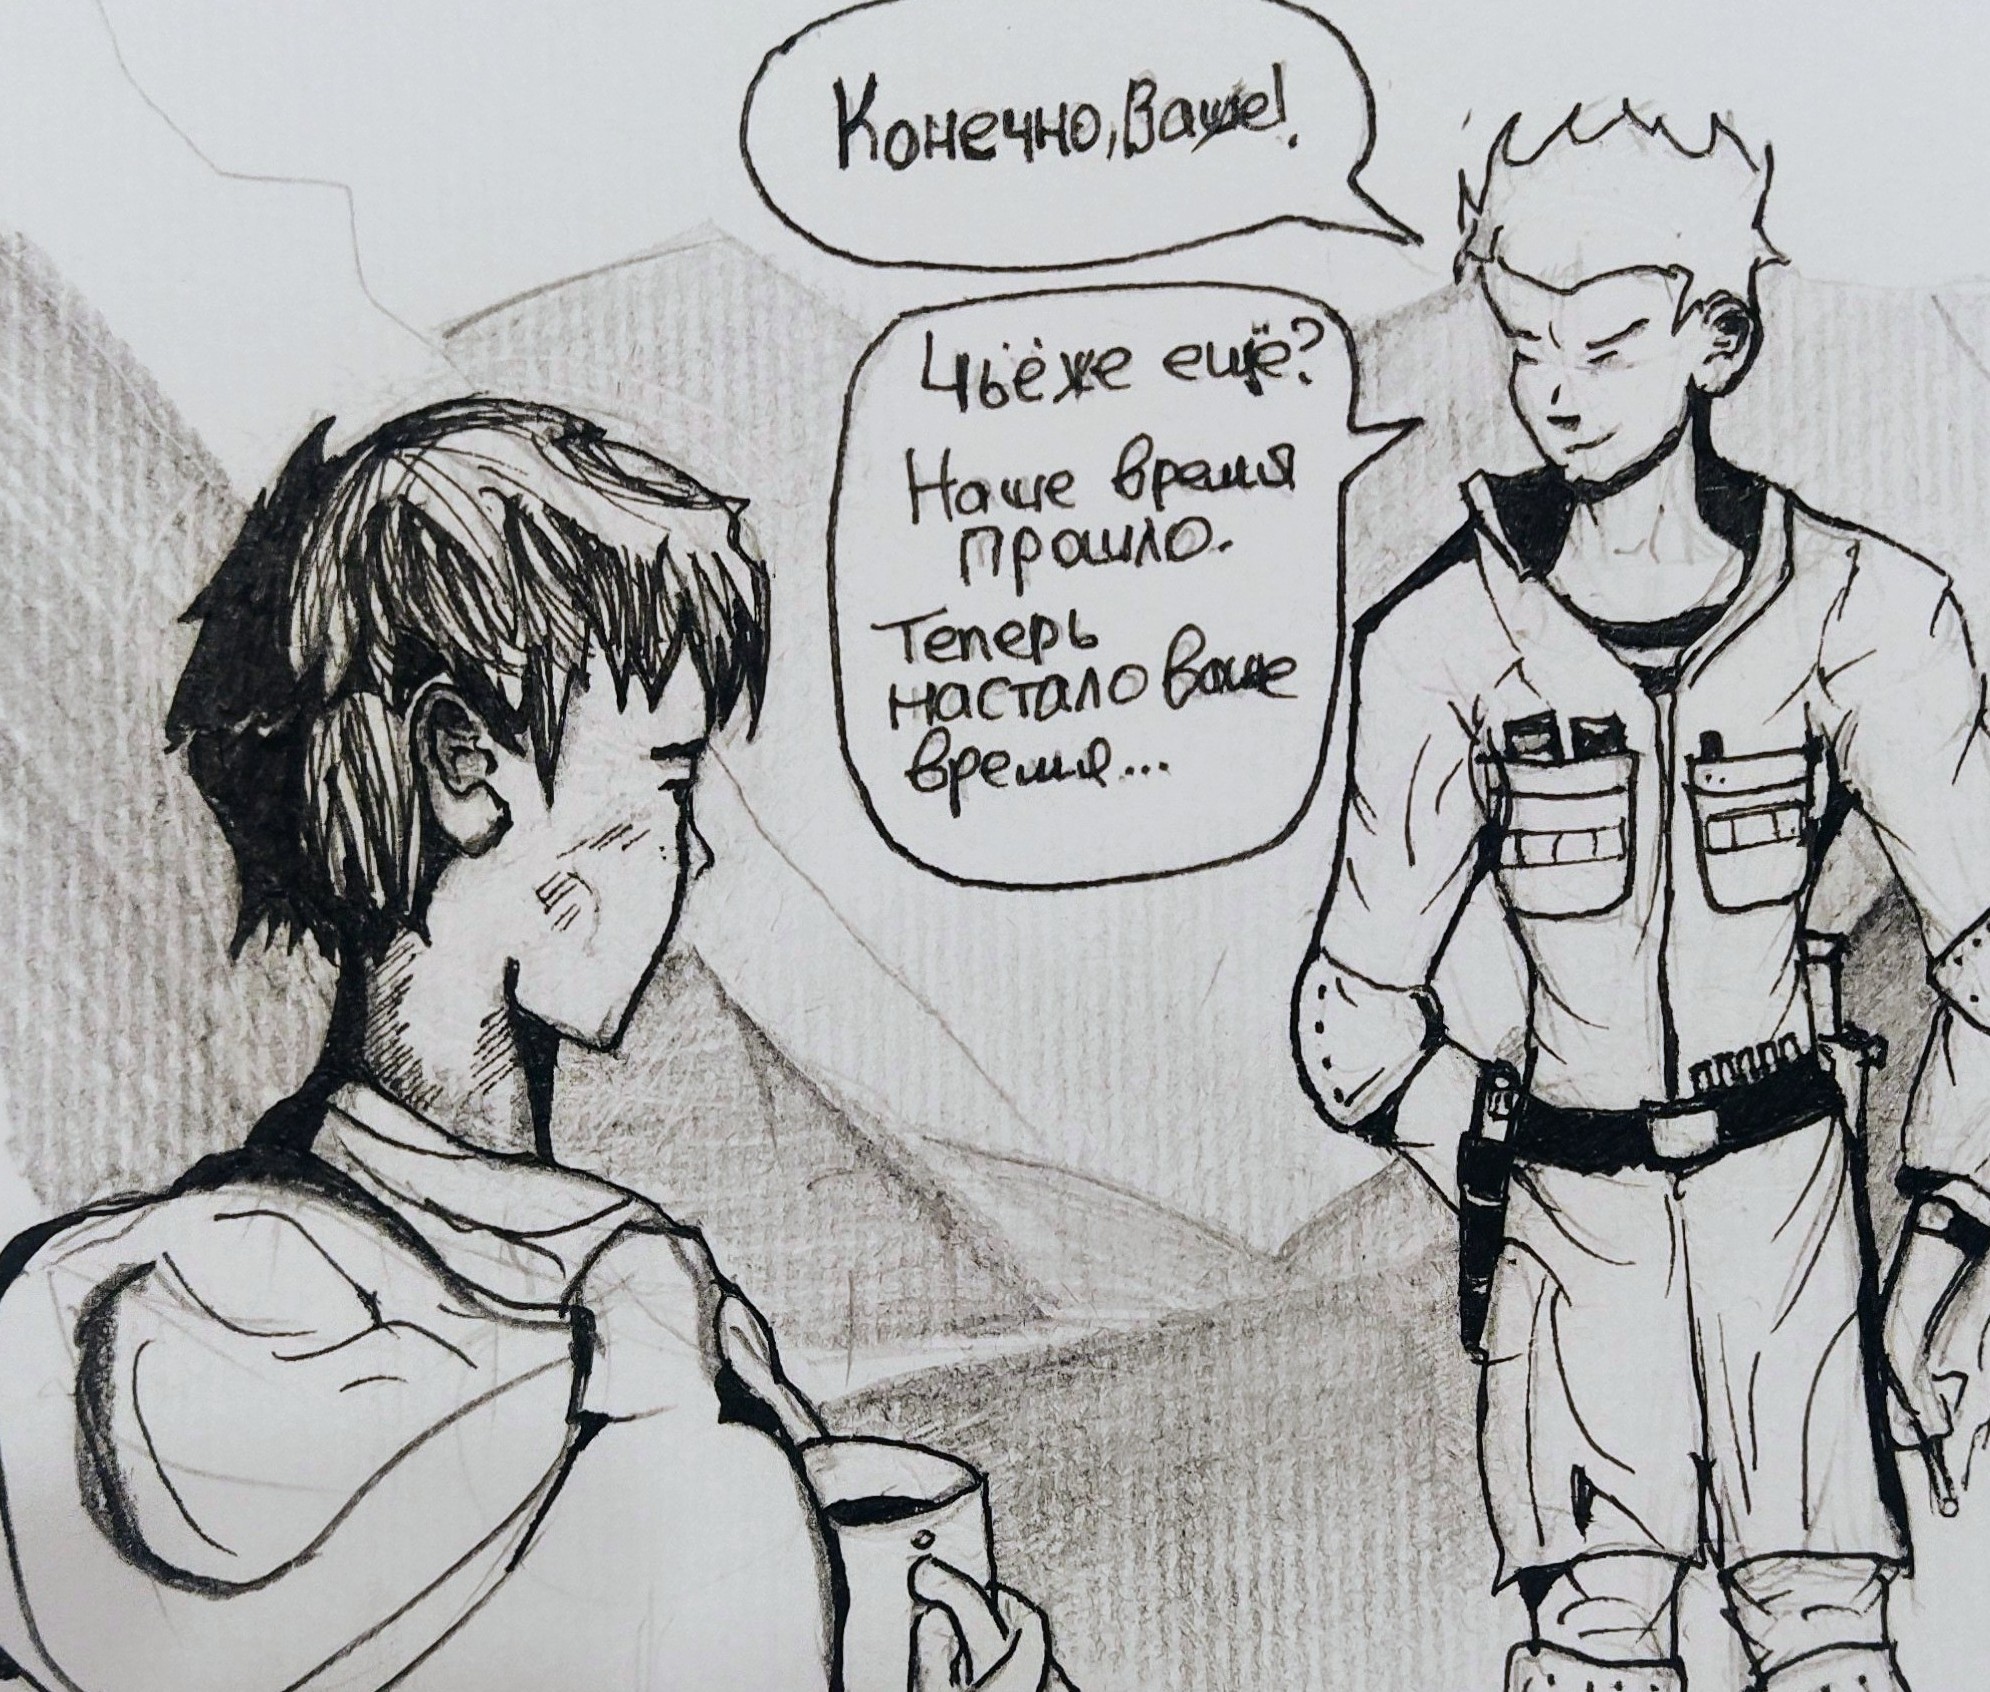 Конечно, Ваше!
Чьё же ещё?
Наше время
прошло.
Теперь
настало ваше
время...